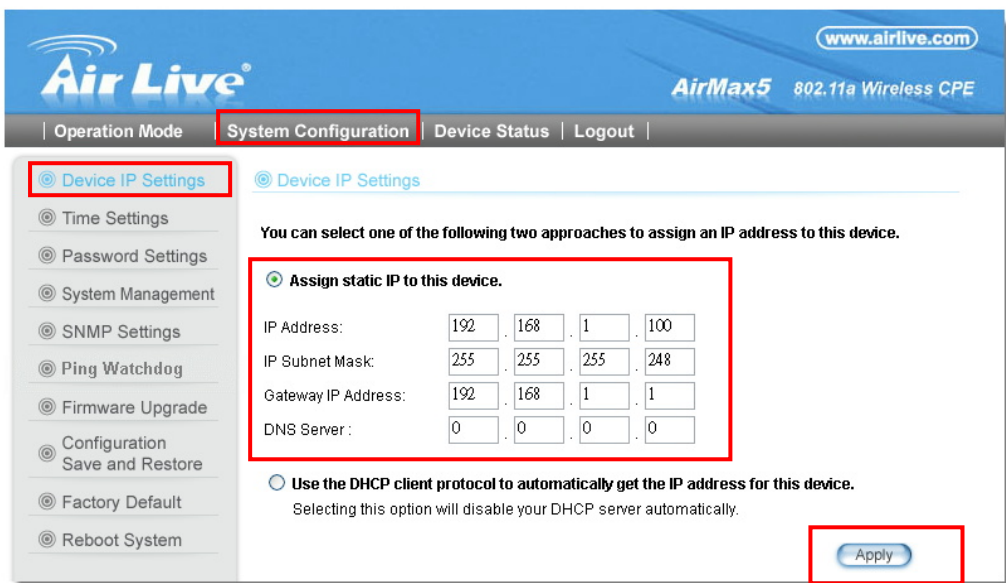 www.airlive.com
Air Live®
AirMax5 802.11a Wireless CPE
| Operation Mode | System Configuration | Device Status | Logout |
Device IP Settings
Time Settings
Password Settings
System Management
SNMP Settings
Ping Watchdog
Firmware Upgrade
Configuration
Save and Restore
Factory Default
Reboot System
Device IP Settings
You can select one of the following two approaches to assign an IP address to this device.
Assign static IP to this device.
IP Address: 192 . 168 . 1 . 100
IP Subnet Mask: 255 . 255 . 255 . 248
Gateway IP Address: 192 . 168 . 1 . 1
DNS Server : 0 . 0 . 0 . 0
Use the DHCP client protocol to automatically get the IP address for this device.
Selecting this option will disable your DHCP server automatically.
Apply